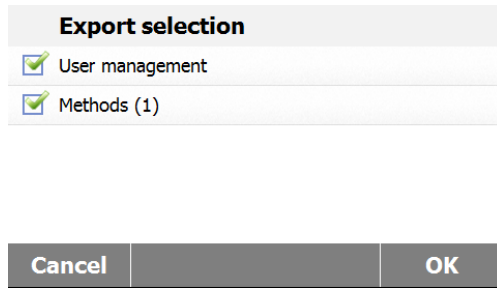 Export selection
User management
Methods (1)
Cancel
OK